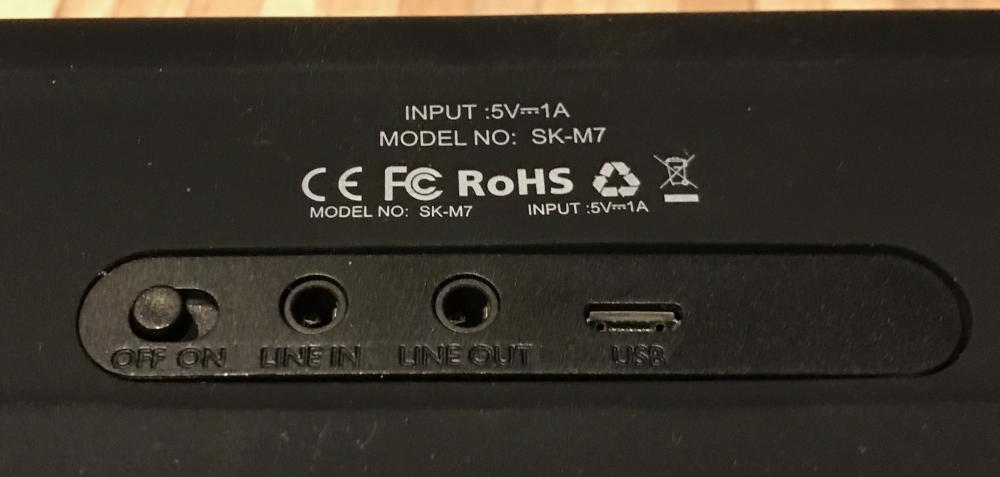 INPUT :5V⎓1A
MODEL NO: SK-M7
CE FC RoHS
MODEL NO: SK-M7 INPUT :5V⎓1A
OFF ON LINE IN LINE OUT USB